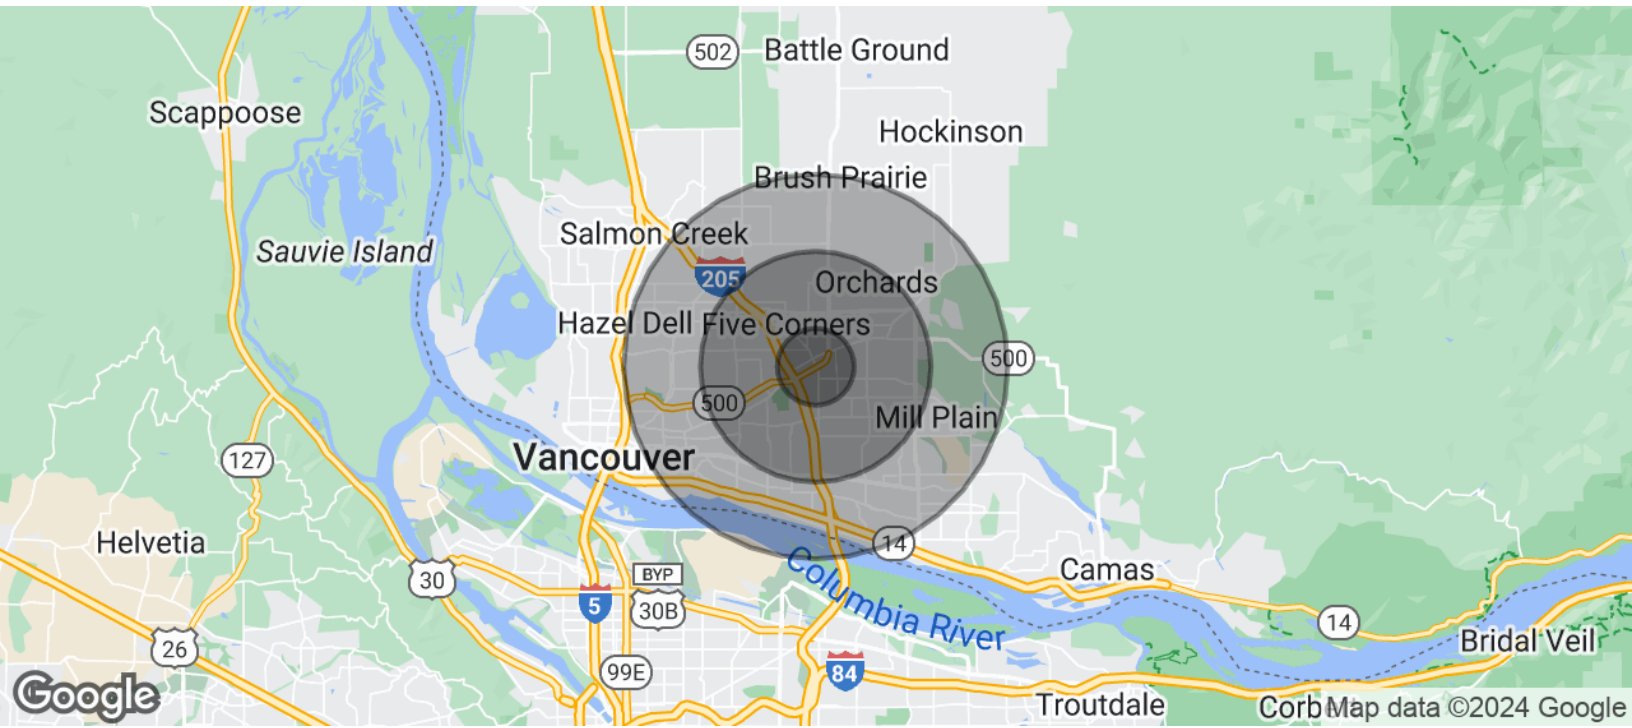 502
Battle Ground
Scappoose
Hockinson
Brush Prairie
Salmon Creek
Sauvie Island
205
Orchards
Hazel Dell
Five Corners
500
500
Mill Plain
Vancouver
127
Helvetia
14
Columbia River
Camas
30
BYP
30B
5
14
26
Bridal Veil
99E
84
Google
Troutdale
Corb
Map data ©2024 Google